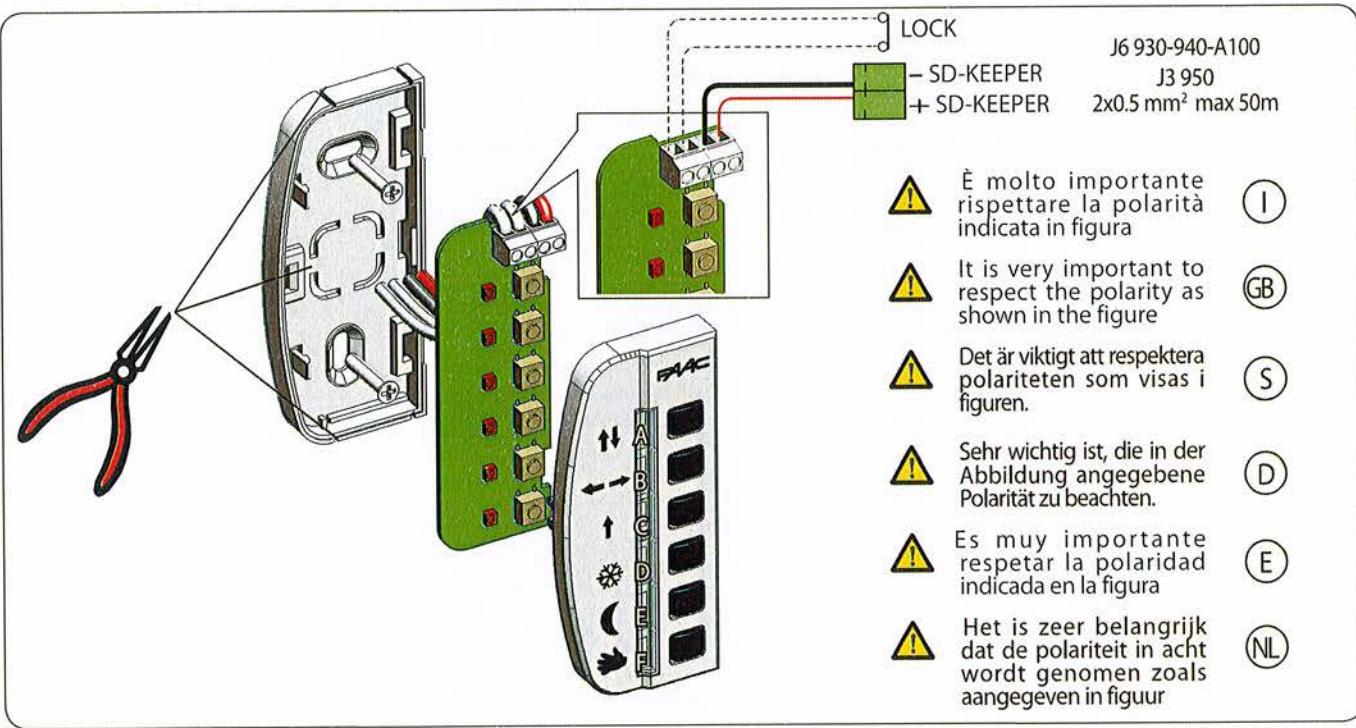 LOCK
– SD-KEEPER
+ SD-KEEPER
J6 930-940-A100
J3 950
2x0.5 mm² max 50m
È molto importante
rispettare la polarità
indicata in figura
I
It is very important to
respect the polarity as
shown in the figure
GB
Det är viktigt att respektera
polariteten som visas i
figuren.
S
Sehr wichtig ist, die in der
Abbildung angegebene
Polarität zu beachten.
D
Es muy importante
respetar la polaridad
indicada en la figura
E
Het is zeer belangrijk
dat de polariteit in acht
wordt genomen zoals
aangegeven in figuur
NL
FAAC
A
B
C
D
E
F